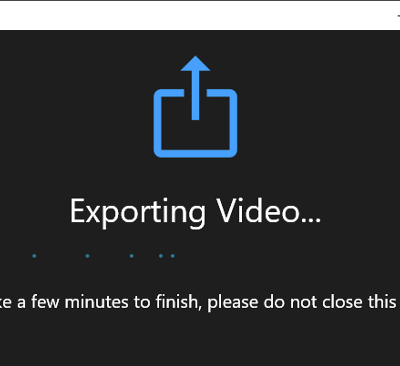 Exporting Video...
a few minutes to finish, please do not close this